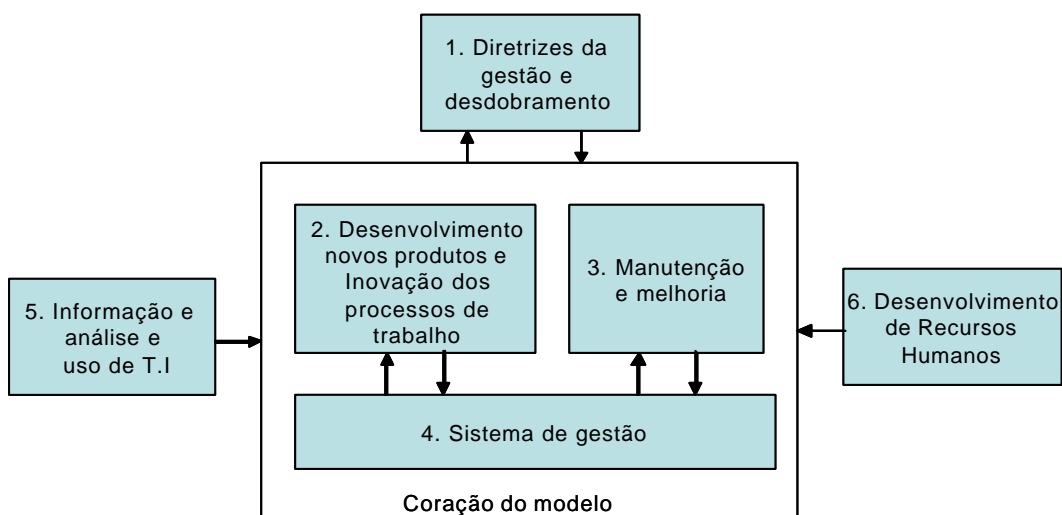 1. Diretrizes da
gestão e
desdobramento
2. Desenvolvimento
novos produtos e
Inovação dos
processos de
trabalho
3. Manutenção
e melhoria
5. Informação e
análise e
uso de T.I
6. Desenvolvimento
de Recursos
Humanos
4. Sistema de gestão
Coração do modelo